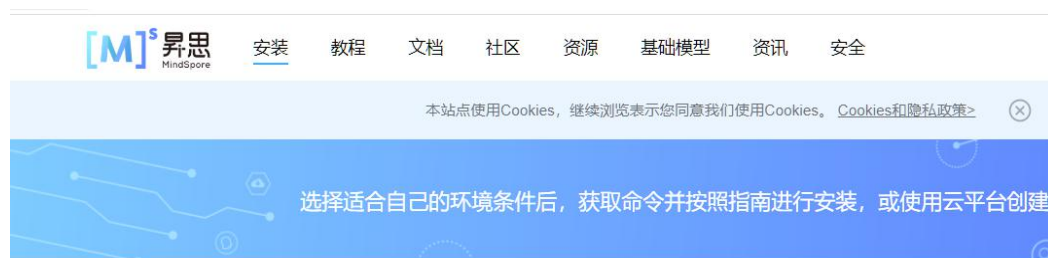 [M]s 昇思
MindSpore
安装 教程 文档 社区 资源 基础模型 资讯 安全
本站点使用Cookies，继续浏览表示您同意我们使用Cookies。 Cookies和隐私政策>
选择适合自己的环境条件后，获取命令并按照指南进行安装，或使用云平台创建